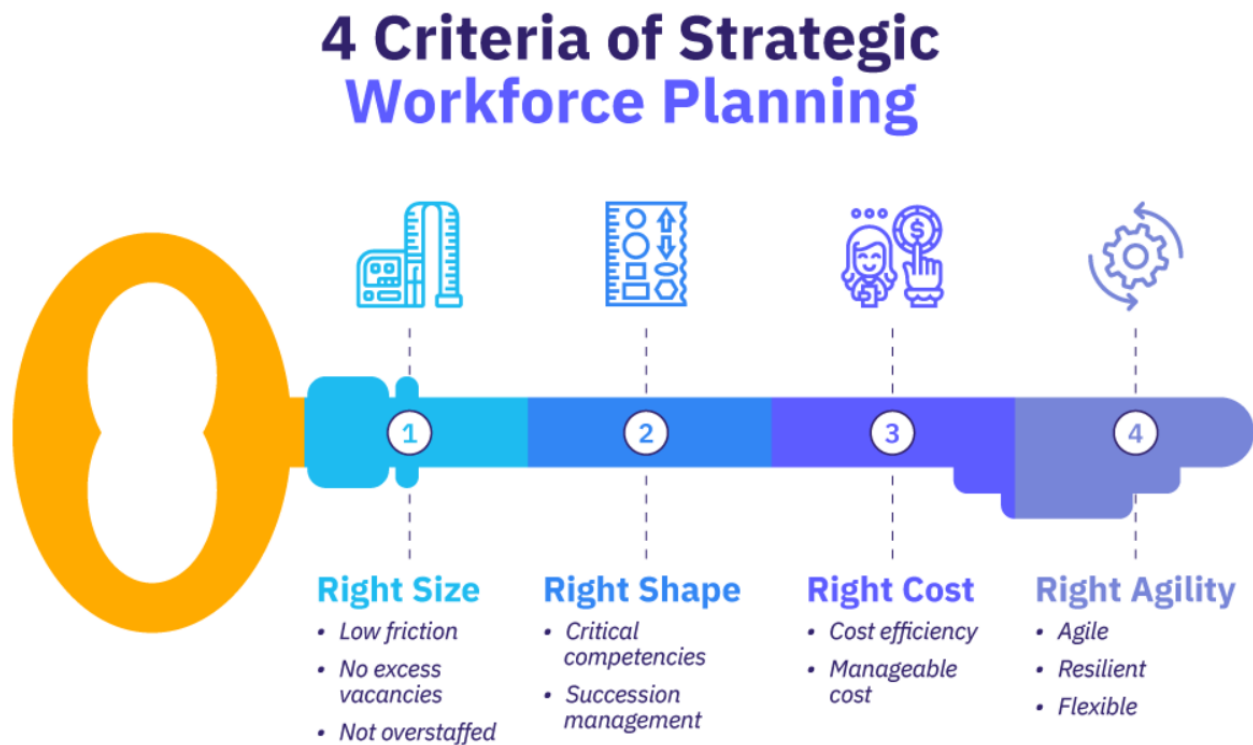 4 Criteria of Strategic
Workforce Planning
$
1
2
3
4
Right Size
• Low friction
• No excess
vacancies
• Not overstaffed
Right Shape
• Critical
competencies
• Succession
management
Right Cost
• Cost efficiency
• Manageable
cost
Right Agility
• Agile
• Resilient
• Flexible